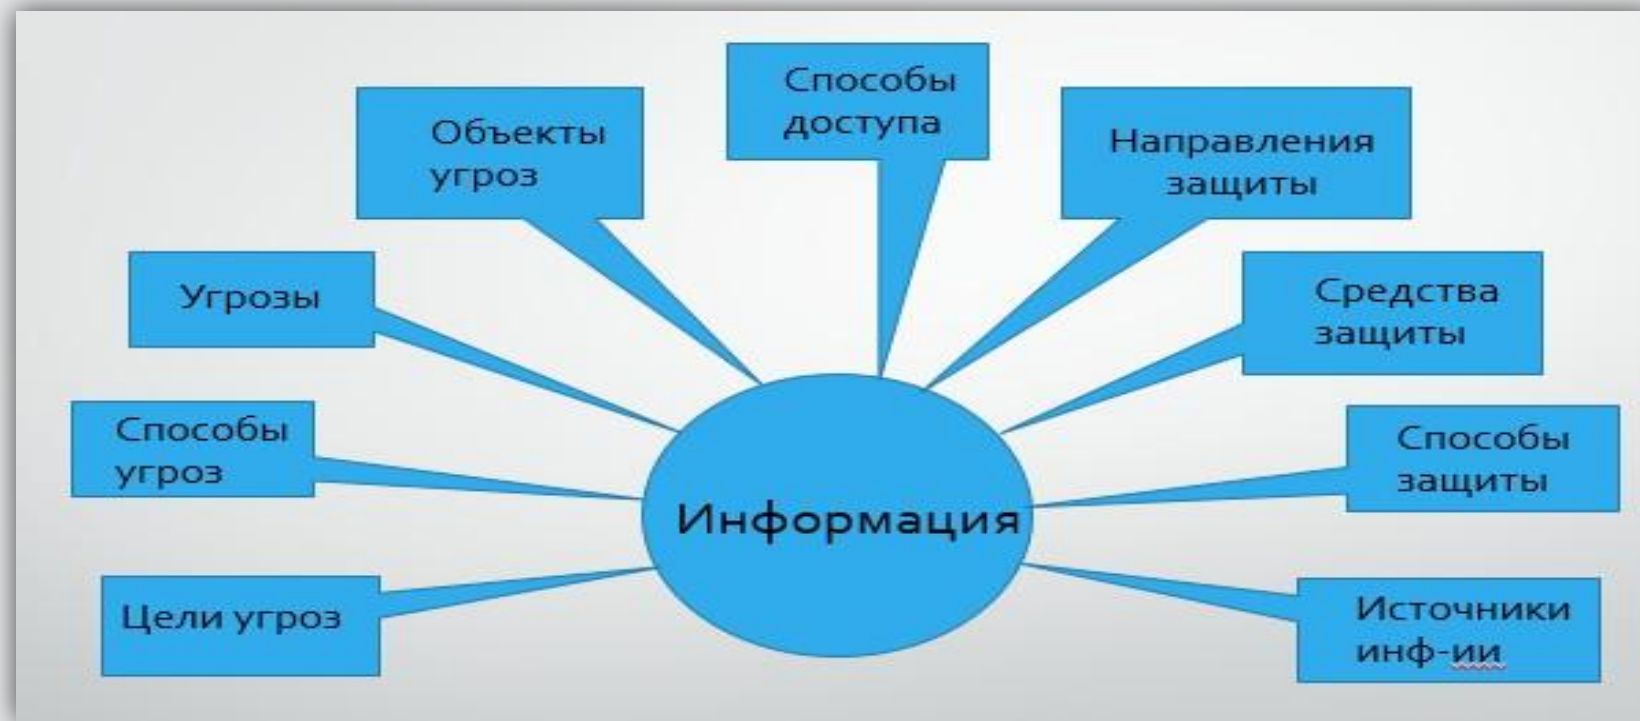 Способы
доступа
Объекты
угроз
Направления
защиты
Угрозы
Средства
защиты
Способы
угроз
Способы
защиты
Информация
Цели угроз
Источники
инф-ии